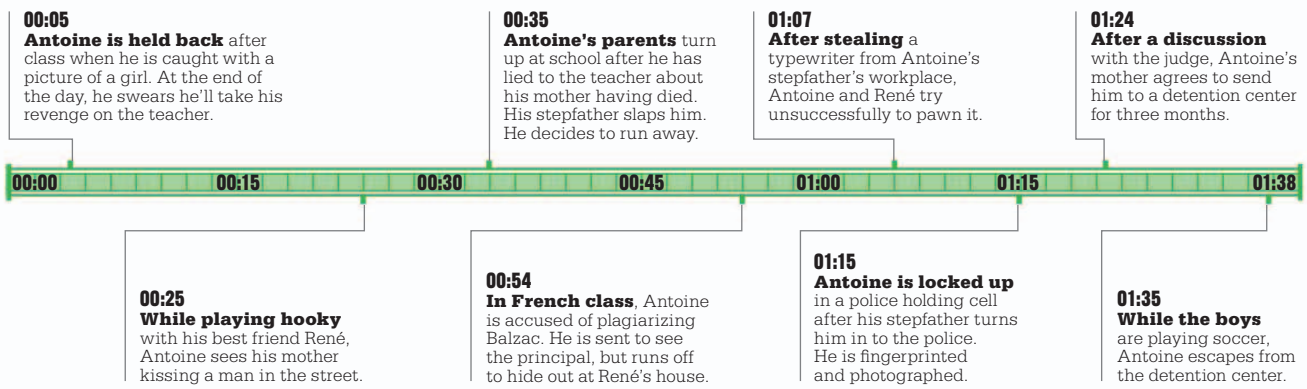 00:05
Antoine is held back after
class when he is caught with a
picture of a girl. At the end of
the day, he swears he'll take his
revenge on the teacher.
00:35
Antoine's parents turn
up at school after he has
lied to the teacher about
his mother having died.
His stepfather slaps him.
He decides to run away.
01:07
After stealing a
typewriter from Antoine's
stepfather's workplace,
Antoine and René try
unsuccessfully to pawn it.
01:24
After a discussion
with the judge, Antoine's
mother agrees to send
him to a detention center
for three months.
00:00 00:15 00:30 00:45 01:00 01:15 01:38
00:25
While playing hooky
with his best friend René,
Antoine sees his mother
kissing a man in the street.
00:54
In French class, Antoine
is accused of plagiarizing
Balzac. He is sent to see
the principal, but runs off
to hide out at René's house.
01:15
Antoine is locked up
in a police holding cell
after his stepfather turns
him in to the police.
He is fingerprinted
and photographed.
01:35
While the boys
are playing soccer,
Antoine escapes from
the detention center.